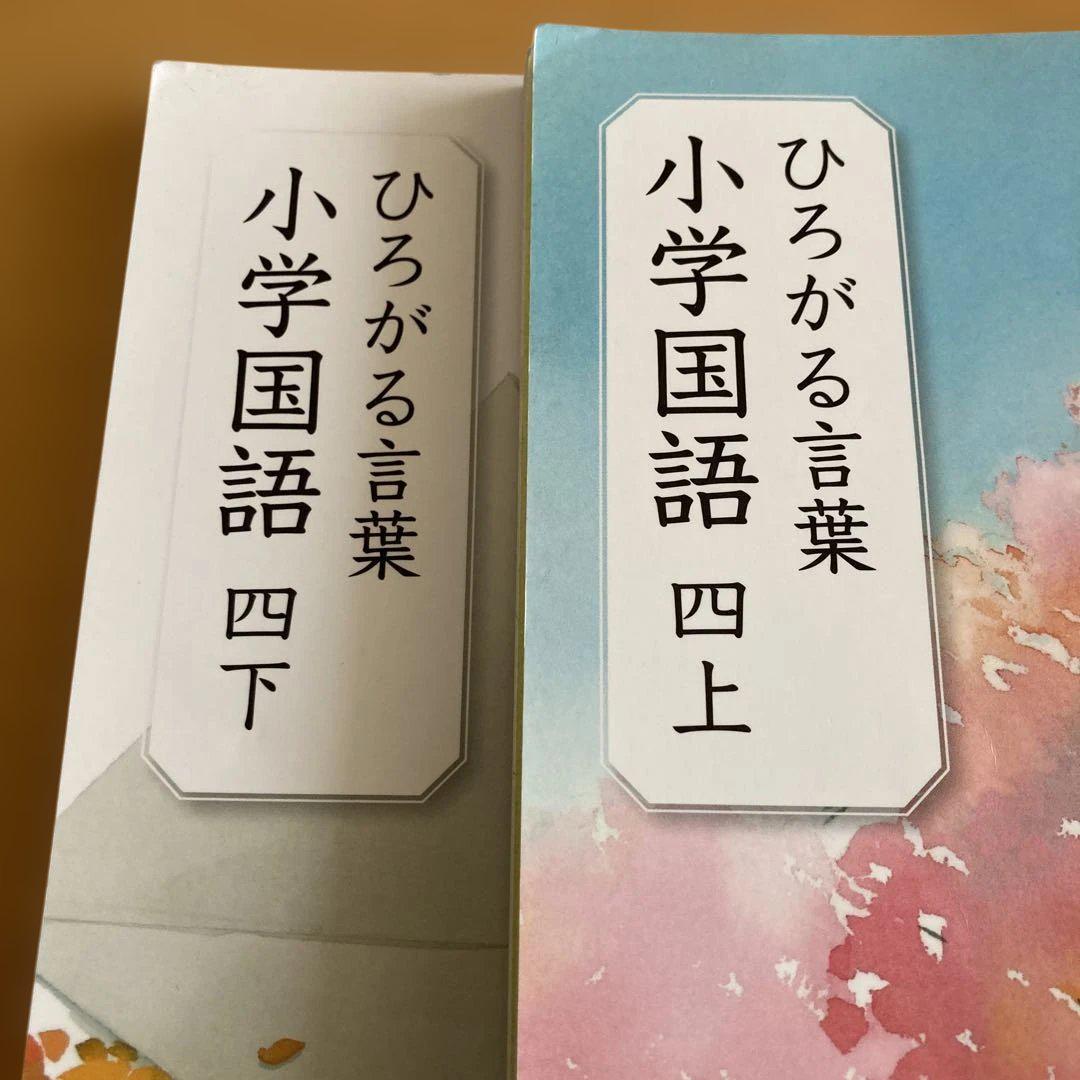 ひろがる言葉
小学国語 四下
ひろがる言葉
小学国語 四上